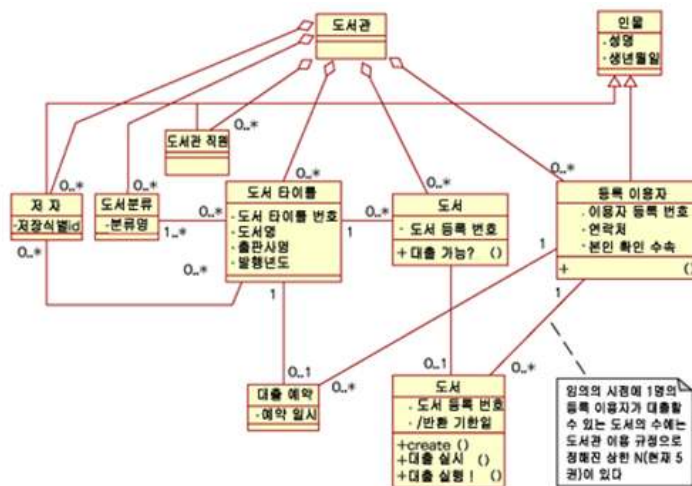 도서관
인물
- 성명
- 생년월일
0..*
0..*
0..*
0..*
0..*
0..*
도서관 직원
저 자
-저장식별id
도서분류
-분류명
1..*
0..*
도서 타이틀
- 도서 타이틀 번호
- 도서명
- 출판사명
- 발행년도
1
0..*
도서
- 도서 등록 번호
+ 대출 가능? ()
등록 이용자
. 이용자 등록 번호
- 연락처
- 본인 확인 수속
+ ()
0..*
0..*
1
1
1
0..1
0..*
0..1
0..*
대출 예약
-예약 일시
도서
. 도서 등록 번호
- /반환 기한일
+create ()
+대출 실시 ()
+대출 실행 ! ()
임의의 시점에 1명의
등록 이용자가 대출할
수 있는 도서의 수에는
도서관 이용 규정으로
정해진 상한 N(현재 5
권)이 있다